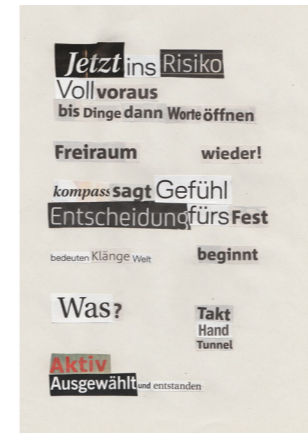 Jetzt ins Risiko
Voll voraus
bis Dinge dann Worte öffnen
Freiraum wieder!
kompass sagt Gefühl
Entscheidung fürs Fest
bedeuten Klänge Welt beginnt
Was? Takt
Hand
Tunnel
Aktiv
Ausgewählt und entstanden